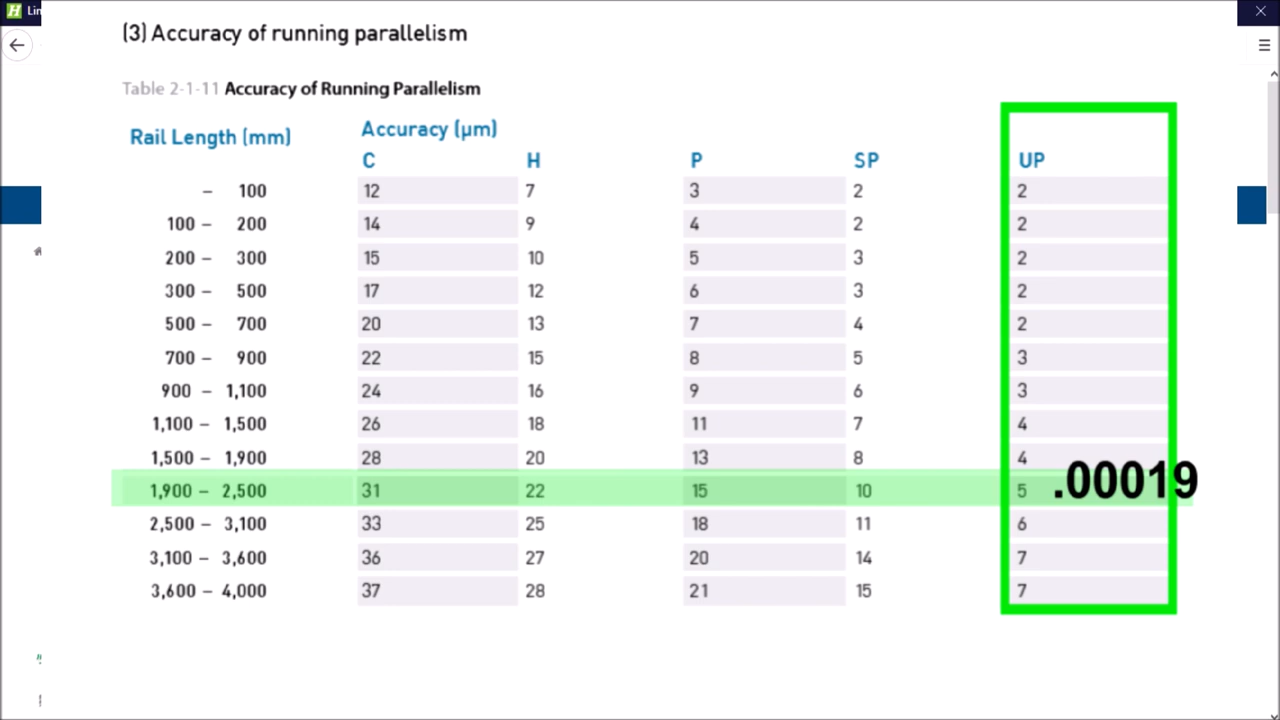 H Lin
(3) Accuracy of running parallelism
Table 2-1-11 Accuracy of Running Parallelism
Rail Length (mm) Accuracy (µm)
C H P SP UP
– 100 12 7 3 2 2
100 – 200 14 9 4 2 2
200 – 300 15 10 5 3 2
300 – 500 17 12 6 3 2
500 – 700 20 13 7 4 2
700 – 900 22 15 8 5 3
900 – 1,100 24 16 9 6 3
1,100 – 1,500 26 18 11 7 4
1,500 – 1,900 28 20 13 8 4
1,900 – 2,500 31 22 15 10 5 .00019
2,500 – 3,100 33 25 18 11 6
3,100 – 3,600 36 27 20 14 7
3,600 – 4,000 37 28 21 15 7